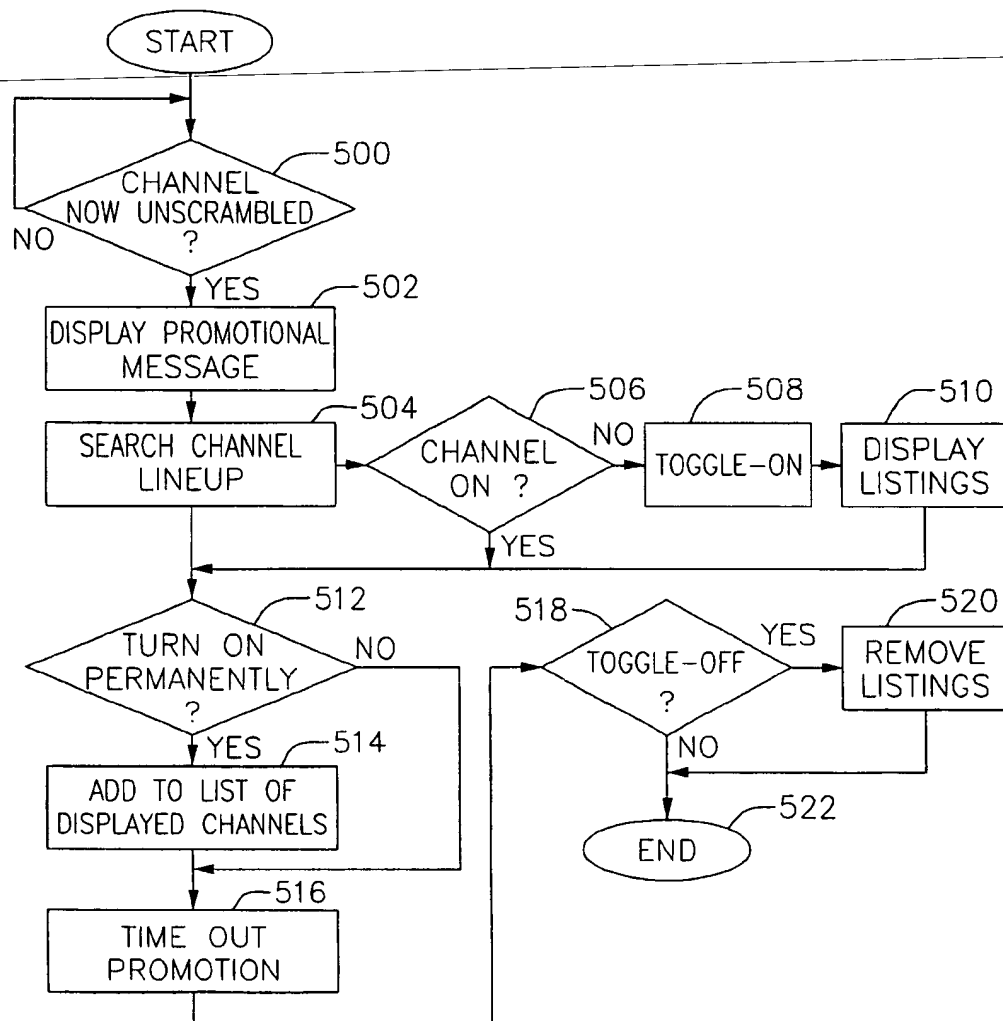 START
500
CHANNEL
NOW UNSCRAMBLED
?
NO
YES
502
DISPLAY PROMOTIONAL
MESSAGE
504
SEARCH CHANNEL
LINEUP
506
CHANNEL
ON ?
NO
YES
508
TOGGLE-ON
510
DISPLAY
LISTINGS
512
TURN ON
PERMANENTLY
?
NO
YES
514
ADD TO LIST OF
DISPLAYED CHANNELS
516
TIME OUT
PROMOTION
518
TOGGLE-OFF
?
YES
NO
520
REMOVE
LISTINGS
522
END